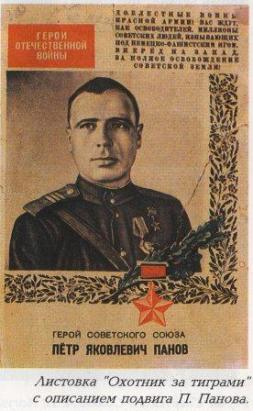 ГЕРОИ
ОТЕЧЕСТВЕННОЙ
ВОЙНЫ
ДОБЛЕСТНЫЕ ВОИНЫ
КРАСНОЙ АРМИИ! ВАС ЖДУТ,
КАК ОСВОБОДИТЕЛЕЙ, МИЛЛИОНЫ
СОВЕТСКИХ ЛЮДЕЙ, ИЗНЫВАЮЩИХ
ПОД НЕМЕЦКО-ФАШИСТСКИМ ИГОМ.
ВПЕРЁД НА ЗАПАД,
ЗА ПОЛНОЕ ОСВОБОЖДЕНИЕ
СОВЕТСКОЙ ЗЕМЛИ!
ГЕРОЙ СОВЕТСКОГО СОЮЗА
ПЁТР ЯКОВЛЕВИЧ ПАНОВ
Листовка "Охотник за тиграми"
с описанием подвига П. Панова.